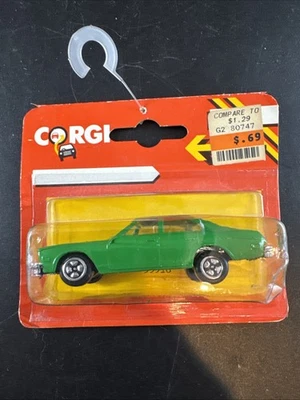 COMPARE TO
$1.29
G2 80747
$.69
CORGI